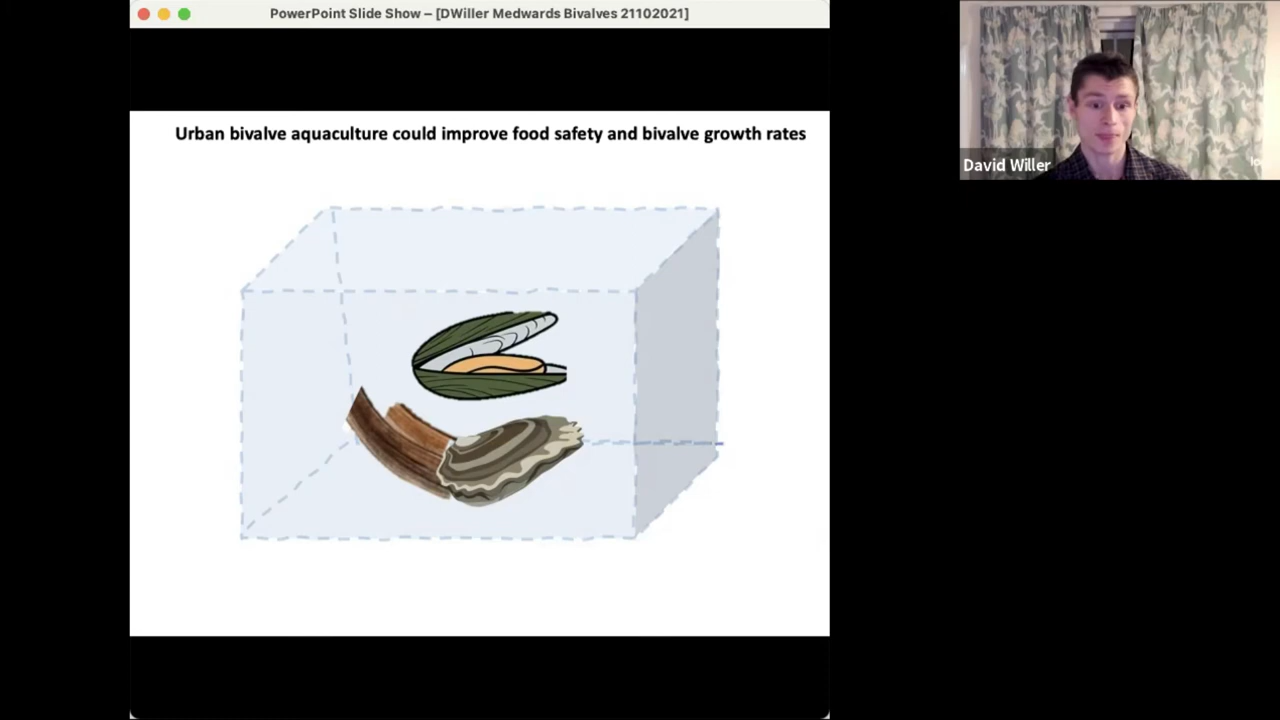 PowerPoint Slide Show – [DWiller Medwards Bivalves 21102021]
Urban bivalve aquaculture could improve food safety and bivalve growth rates
David Willer